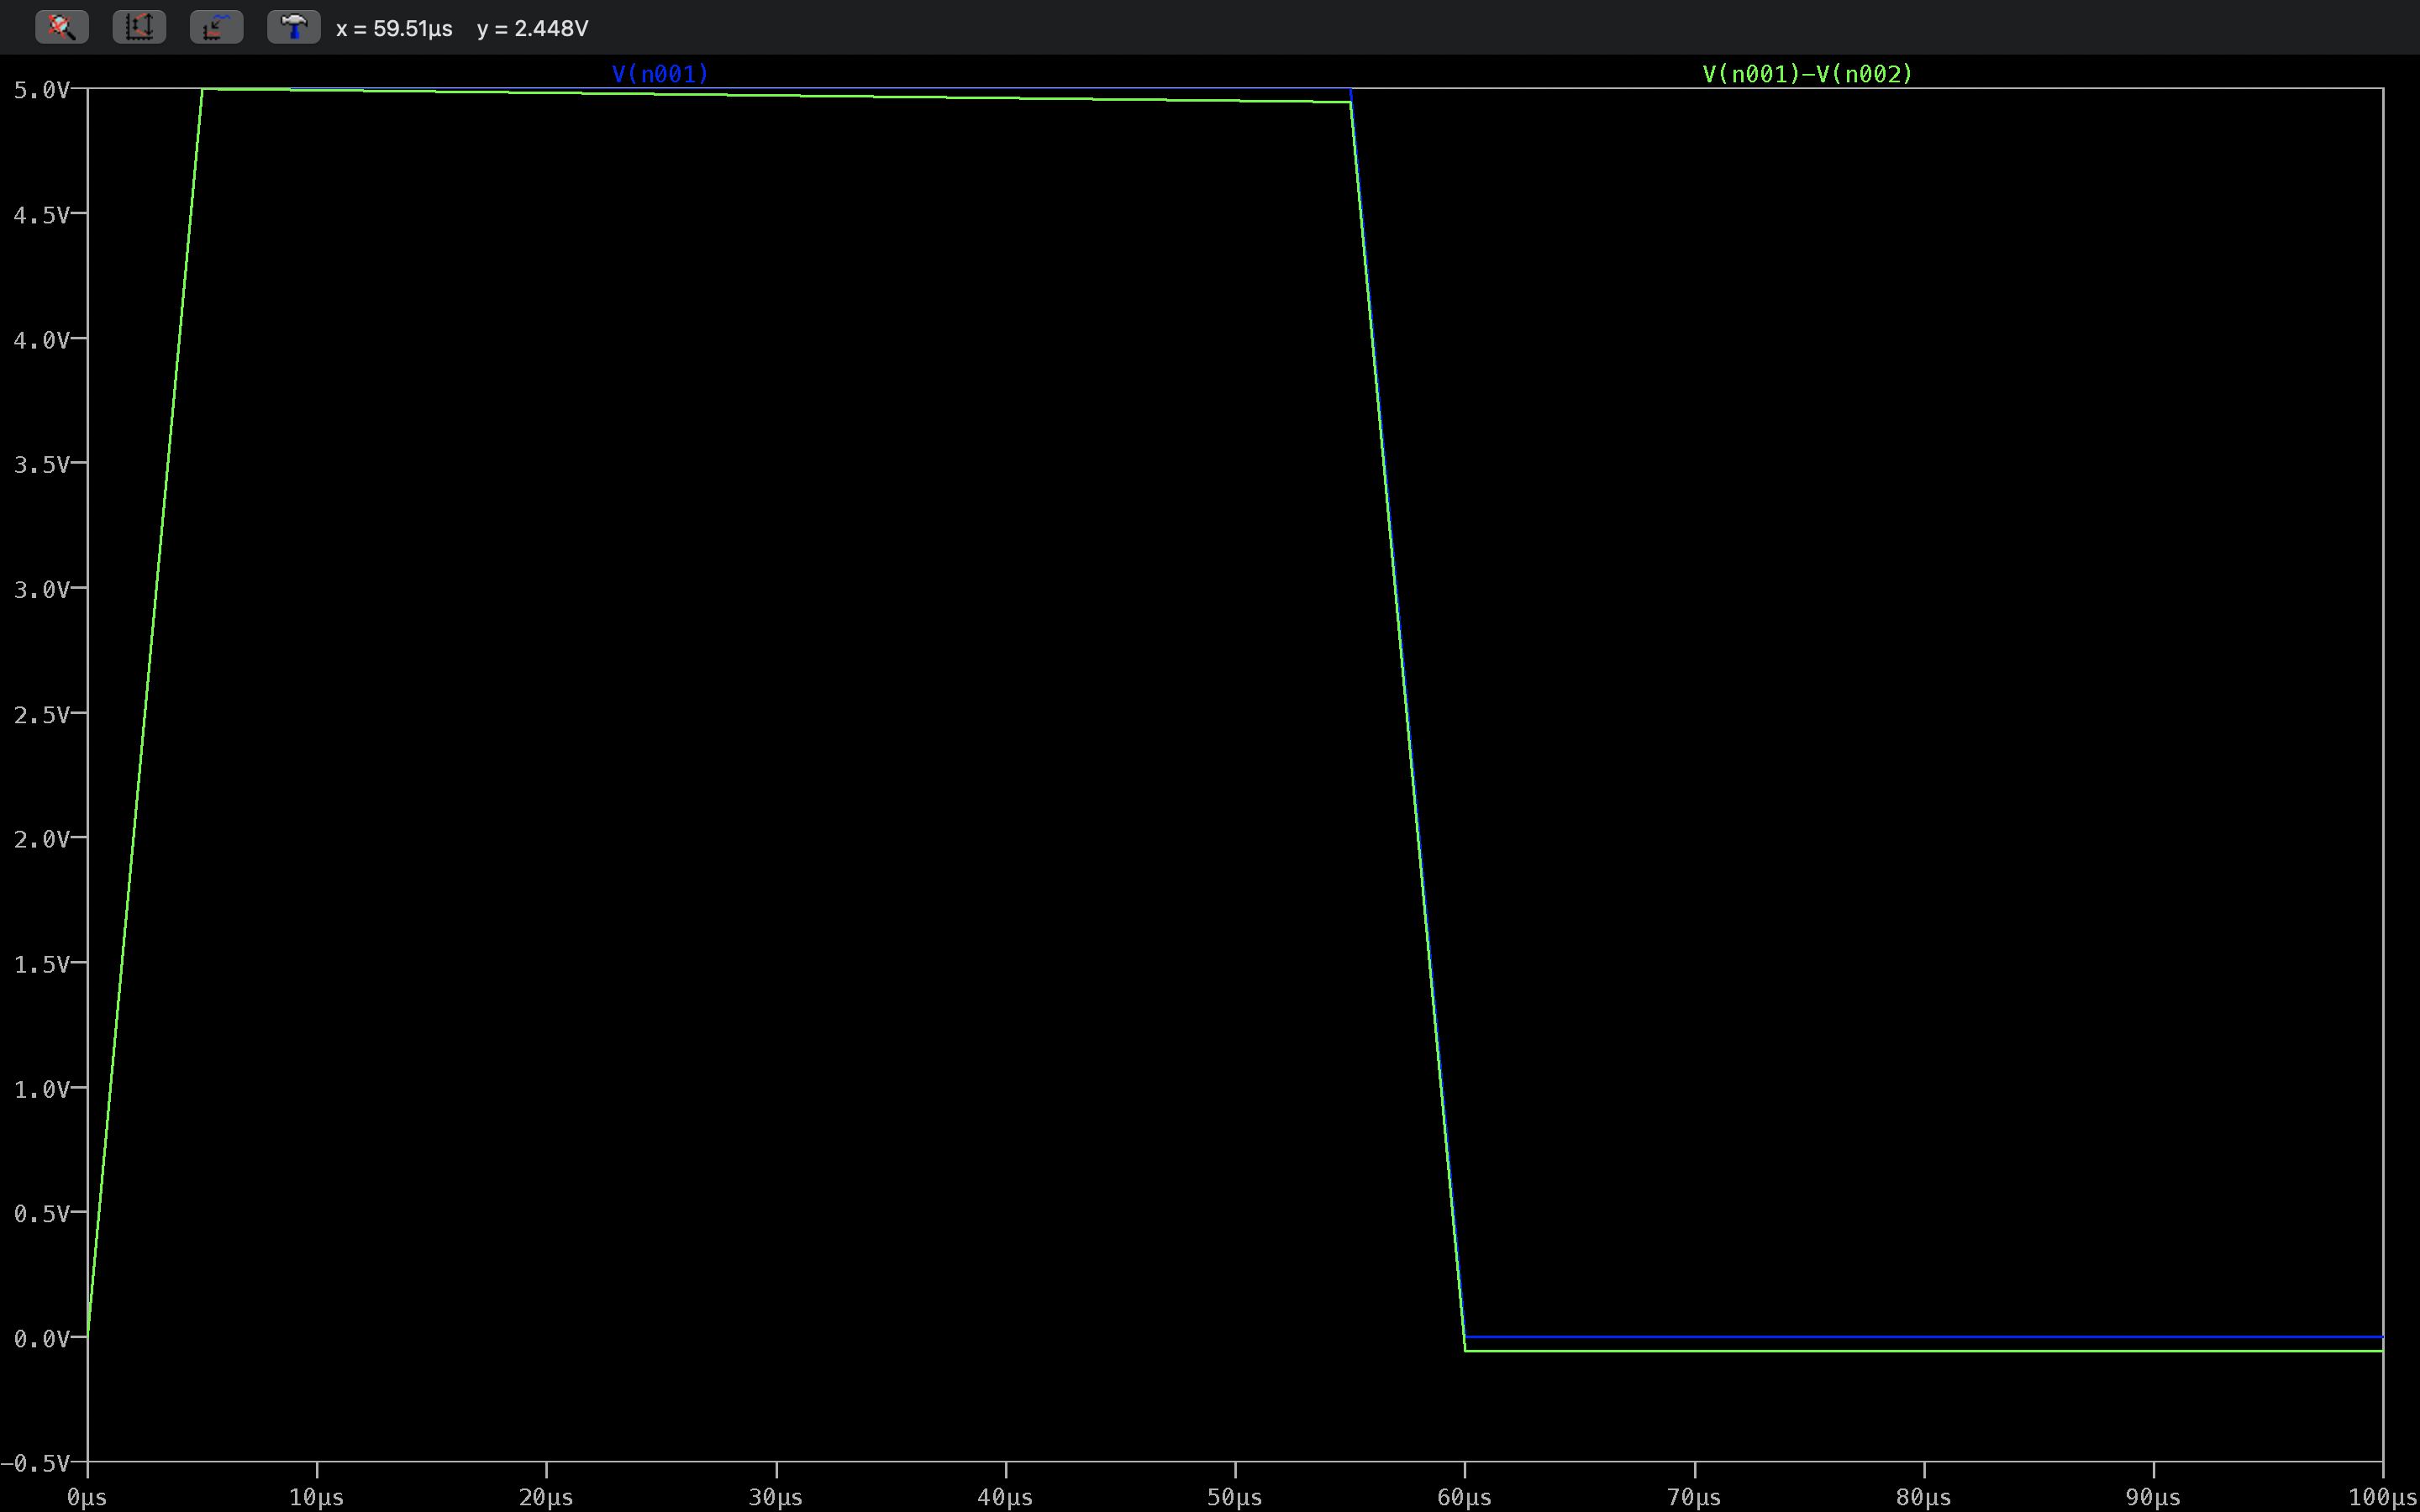 x = 59.51µs y = 2.448V
V(n001) V(n001)−V(n002)
5.0V
4.5V
4.0V
3.5V
3.0V
2.5V
2.0V
1.5V
1.0V
0.5V
0.0V
−0.5V
0µs 10µs 20µs 30µs 40µs 50µs 60µs 70µs 80µs 90µs 100µs